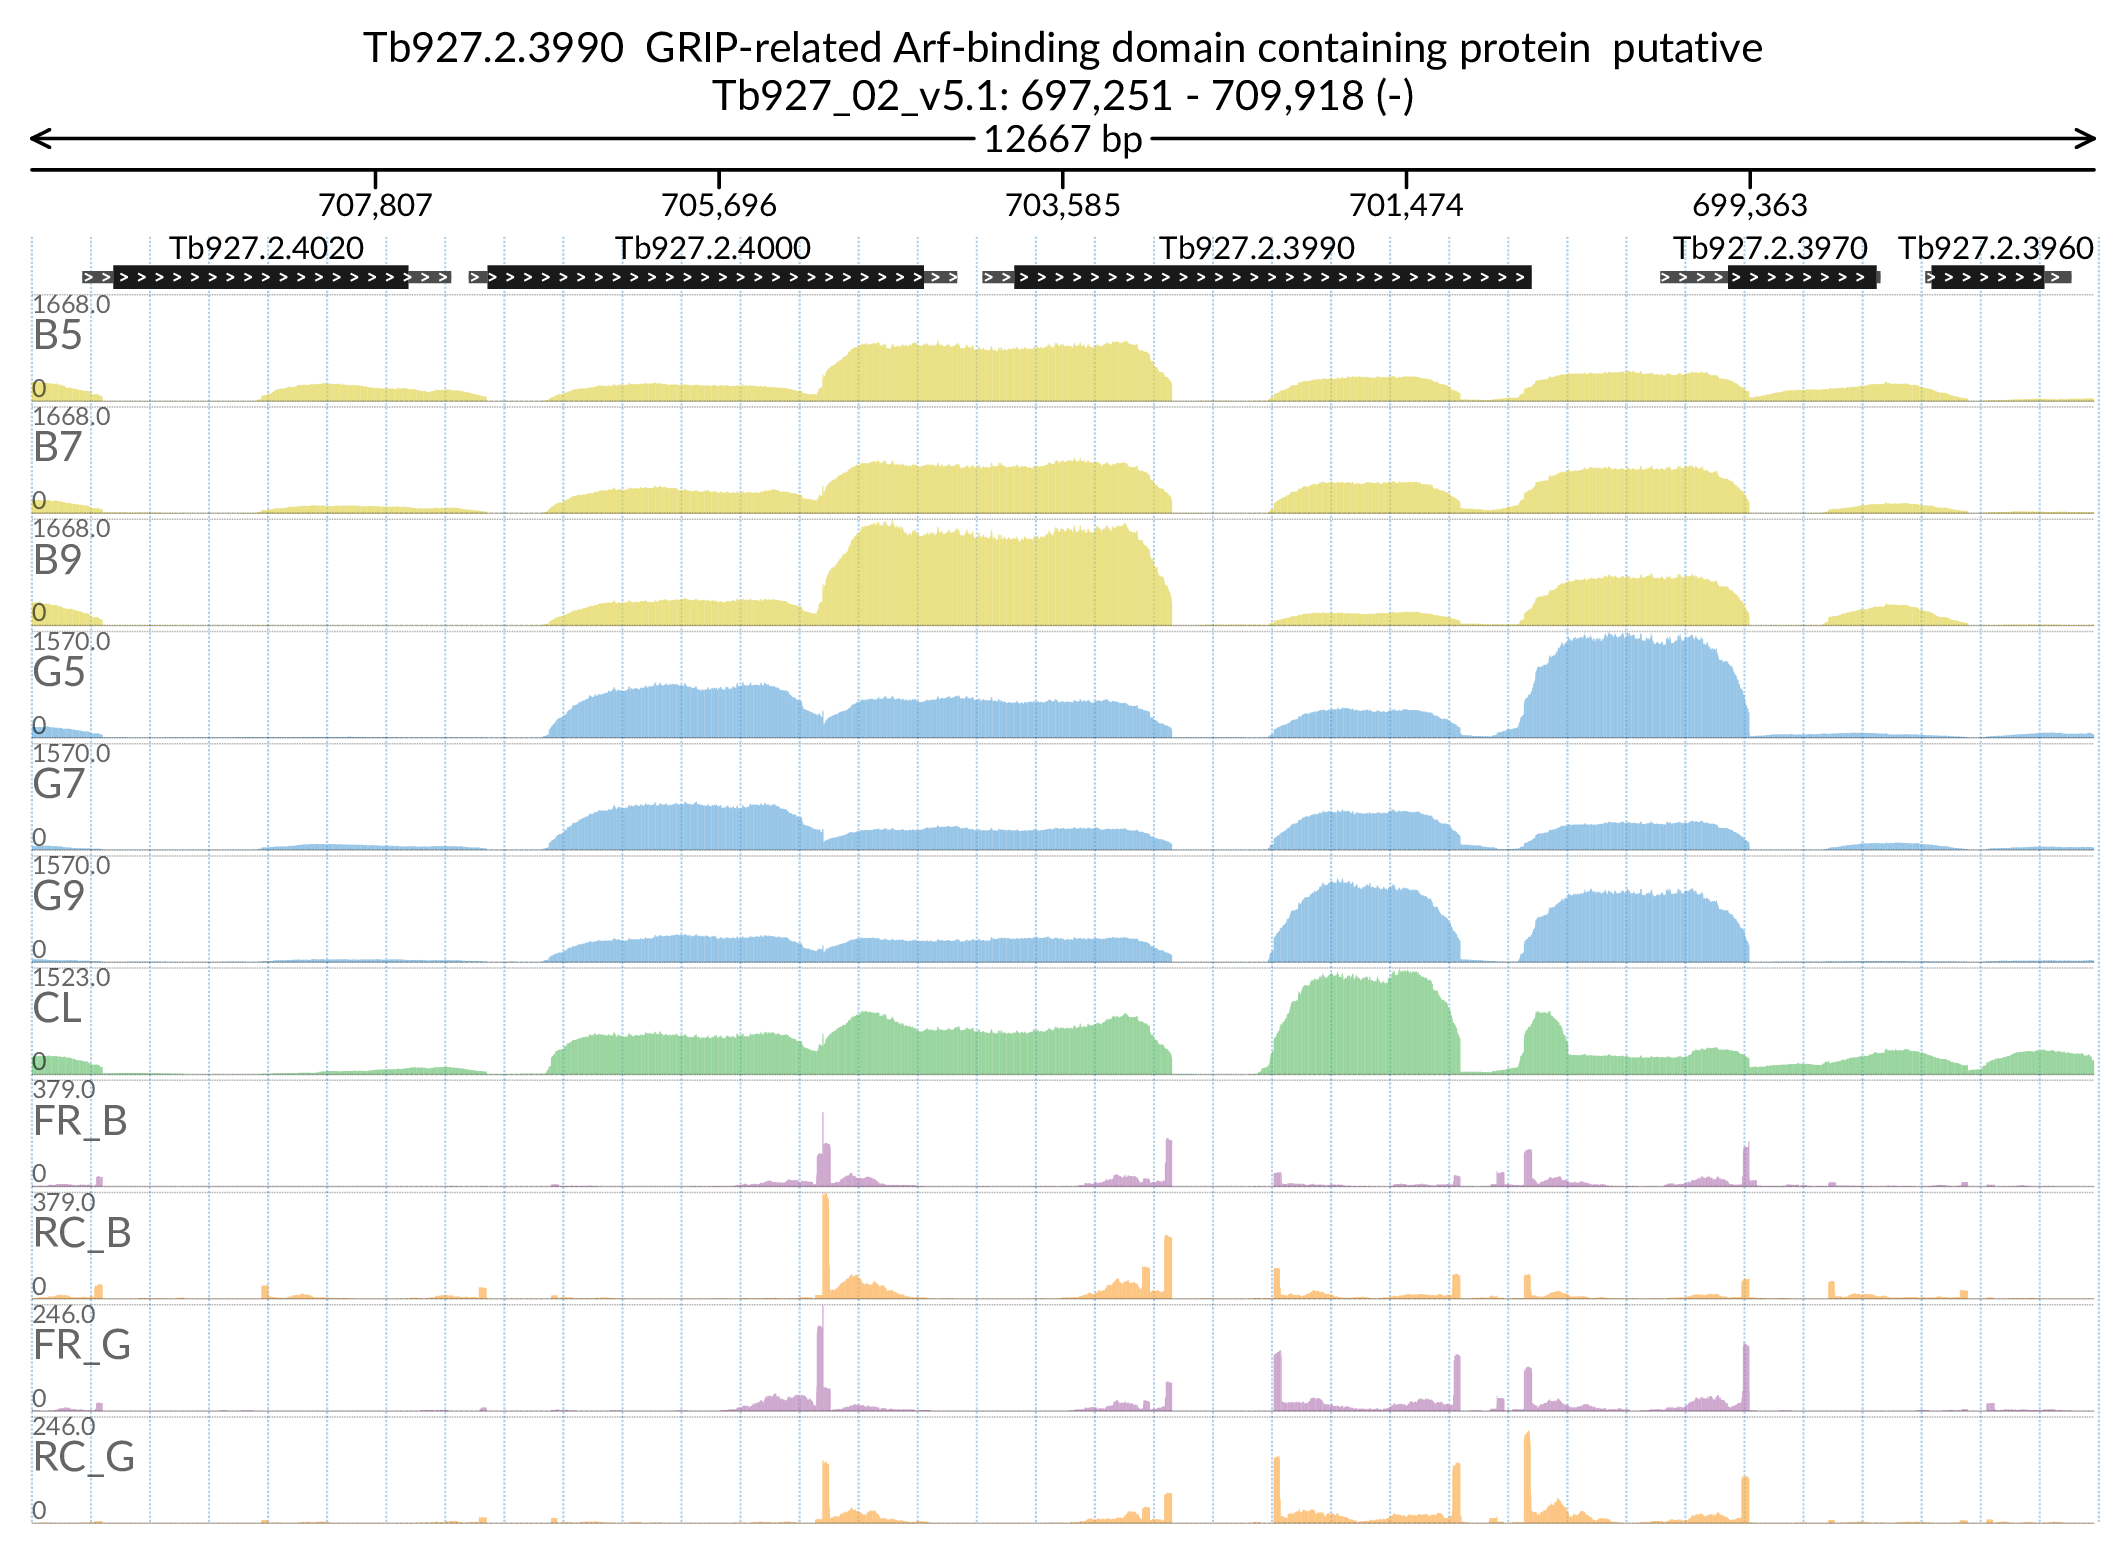 Tb927.2.3990  GRIP-related Arf-binding domain containing protein  putative
Tb927_02_v5.1: 697,251 - 709,918 (-)
12667 bp
707,807 705,696 703,585 701,474 699,363
Tb927.2.4020 Tb927.2.4000 Tb927.2.3990 Tb927.2.3970 Tb927.2.3960
1668.0
B5
0
1668.0
B7
0
1668.0
B9
0
1570.0
G5
0
1570.0
G7
0
1570.0
G9
0
1523.0
CL
0
379.0
FR_B
0
379.0
RC_B
0
246.0
FR_G
0
246.0
RC_G
0